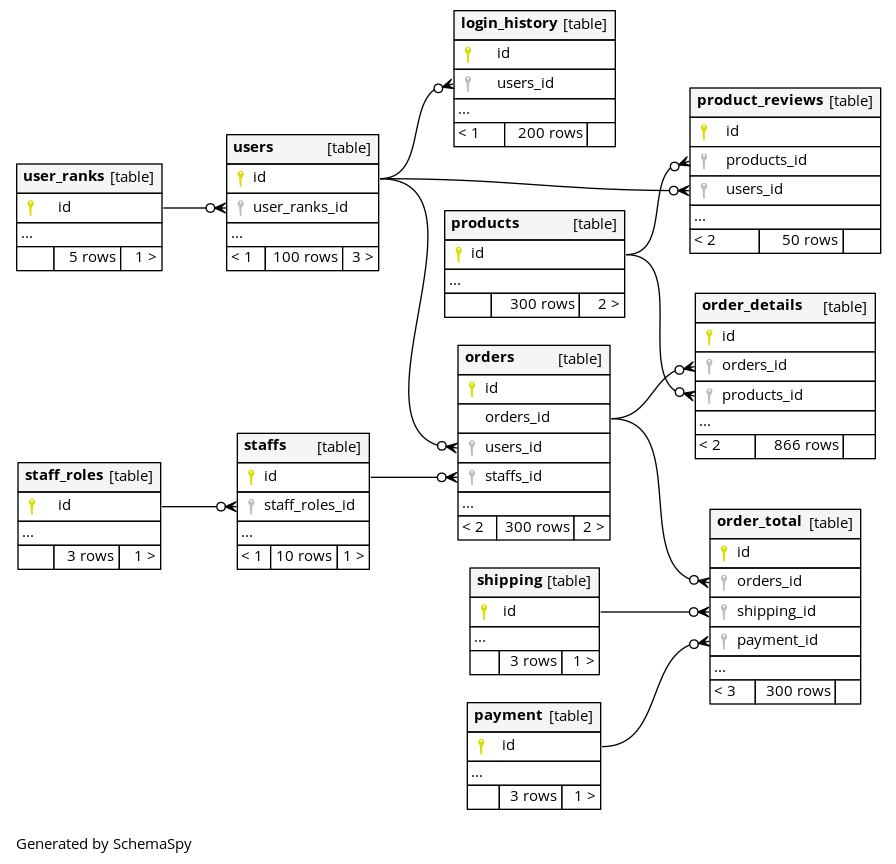 login_history [table]
id
users_id
...
< 1 200 rows
product_reviews [table]
id
products_id
users_id
...
< 2 50 rows
users [table]
id
user_ranks_id
...
< 1 100 rows 3 >
user_ranks [table]
id
...
5 rows 1 >
products [table]
id
...
300 rows 2 >
order_details [table]
id
orders_id
products_id
...
< 2 866 rows
orders [table]
id
orders_id
users_id
staffs_id
...
< 2 300 rows 2 >
staffs [table]
id
staff_roles_id
...
< 1 10 rows 1 >
staff_roles [table]
id
...
3 rows 1 >
order_total [table]
id
orders_id
shipping_id
payment_id
...
< 3 300 rows
shipping [table]
id
...
3 rows 1 >
payment [table]
id
...
3 rows 1 >
Generated by SchemaSpy